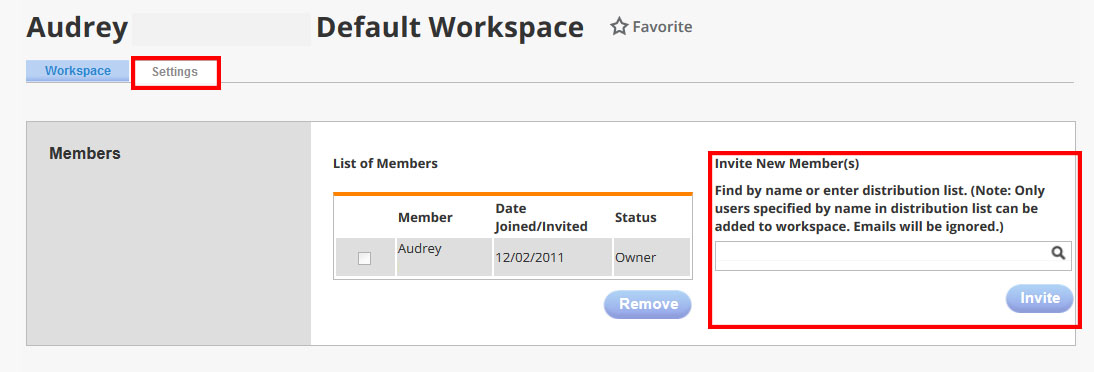 Audrey Default Workspace Favorite
Workspace Settings
Members
List of Members
Member Date Joined/Invited Status
Audrey 12/02/2011 Owner
Remove
Invite New Member(s)
Find by name or enter distribution list. (Note: Only
users specified by name in distribution list can be
added to workspace. Emails will be ignored.)
Invite